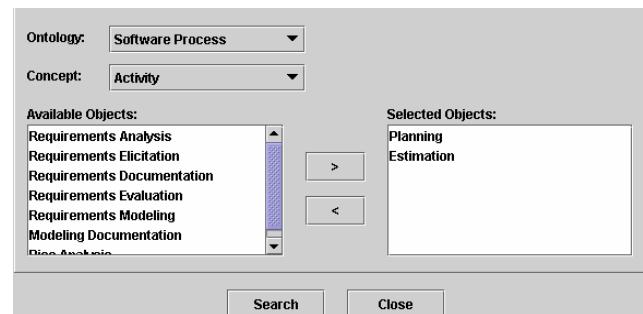 Ontology: Software Process
Concept: Activity
Available Objects:
Requirements Analysis
Requirements Elicitation
Requirements Documentation
Requirements Evaluation
Requirements Modeling
Modeling Documentation
Analysis
>
<
Selected Objects:
Planning
Estimation
Search Close